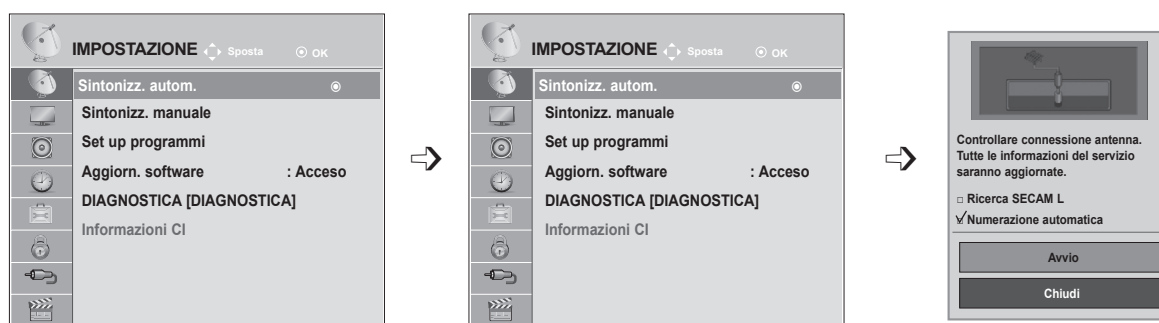 IMPOSTAZIONE Sposta OK
Sintonizz. autom.
Sintonizz. manuale
Set up programmi
Aggiorn. software : Acceso
DIAGNOSTICA [DIAGNOSTICA]
Informazioni CI
IMPOSTAZIONE Sposta OK
Sintonizz. autom.
Sintonizz. manuale
Set up programmi
Aggiorn. software : Acceso
DIAGNOSTICA [DIAGNOSTICA]
Informazioni CI
Controllare connessione antenna.
Tutte le informazioni del servizio
saranno aggiornate.
Ricerca SECAM L
Numerazione automatica
Avvio
Chiudi